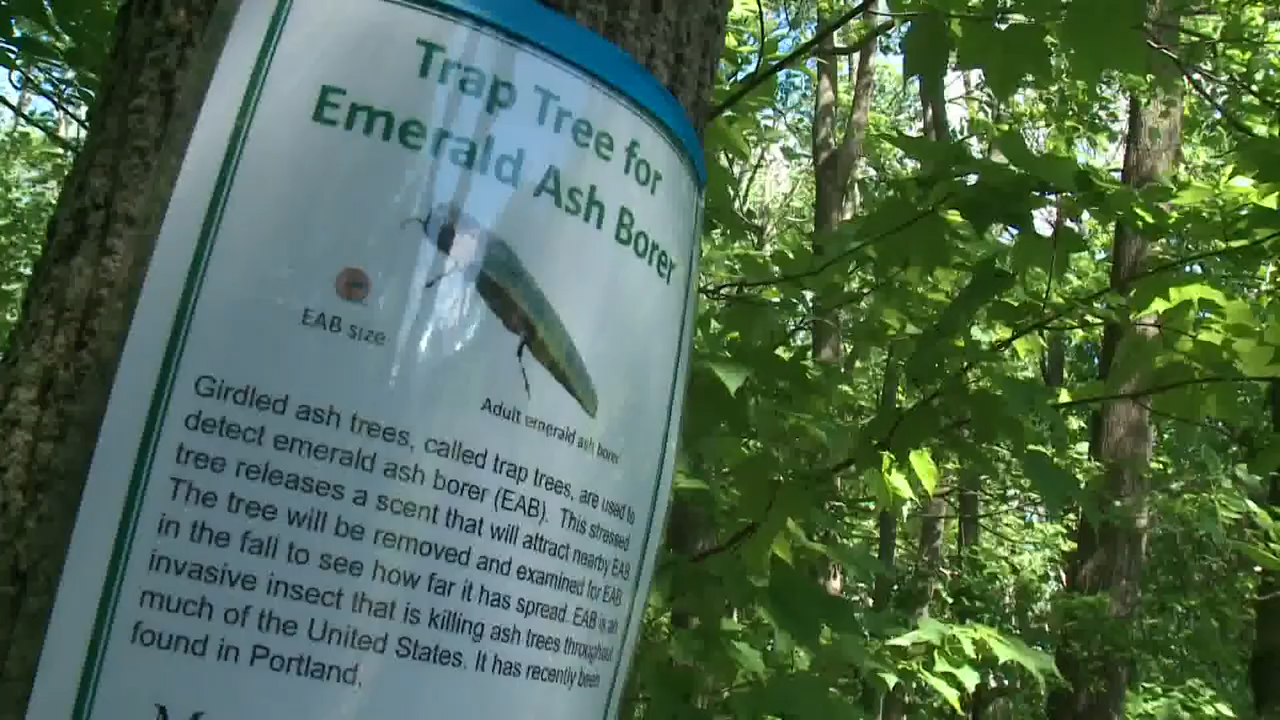 Trap Tree for
Emerald Ash Borer
EAB size
Adult emerald ash borer
Girdled ash trees, called trap trees, are used to
detect emerald ash borer (EAB). This stressed
tree releases a scent that will attract nearby EAB.
The tree will be removed and examined for EAB
in the fall to see how far it has spread. EAB is an
invasive insect that is killing ash trees throughout
much of the United States. It has recently been
found in Portland,